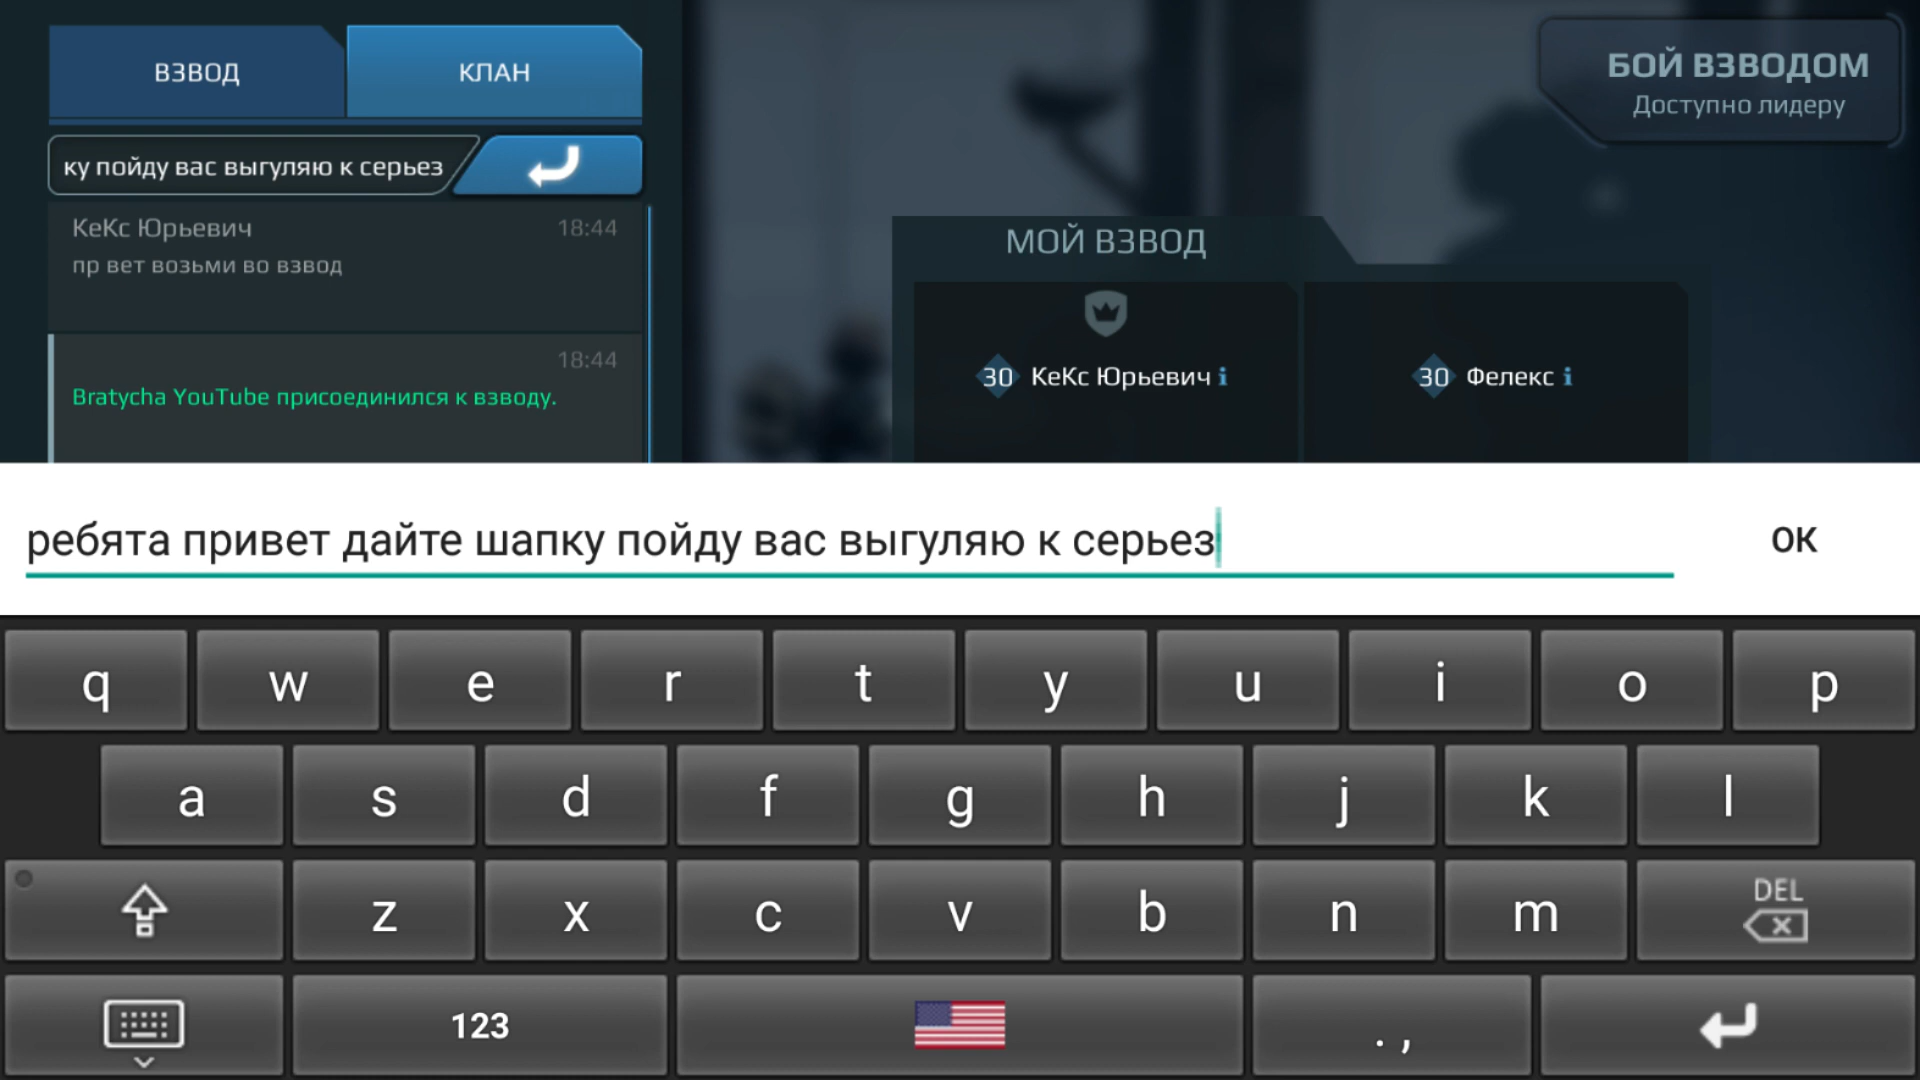 ВЗВОД
КЛАН
БОЙ ВЗВОДОМ
Доступно лидеру
ку пойду вас выгуляю к серьез
КеКс Юрьевич 18:44
пр вет возьми во взвод
18:44
Bratycha YouTube присоединился к взводу.
МОЙ ВЗВОД
30 КеКс Юрьевич i
30 Фелекс i
ребята привет дайте шапку пойду вас выгуляю к серьез
ОК
q w e r t y u i o p
a s d f g h j k l
z x c v b n m DEL
123 . ,